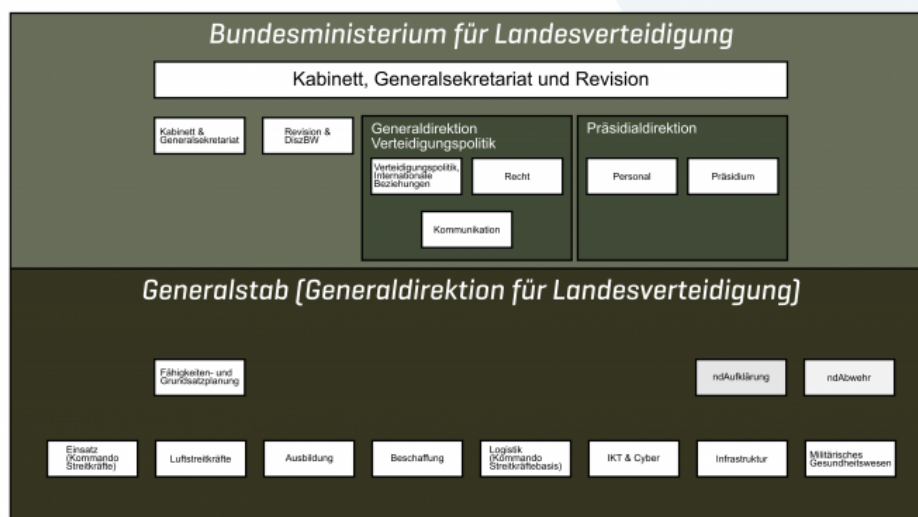 Bundesministerium für Landesverteidigung
Kabinett, Generalsekretariat und Revision
Kabinett &
Generalsekretariat
Revision &
DiszBW
Generaldirektion
Verteidigungspolitik
Verteidigungspolitik,
Internationale
Beziehungen
Recht
Kommunikation
Präsidialdirektion
Personal
Präsidium
Generalstab (Generaldirektion für Landesverteidigung)
Fähigkeiten- und
Grundsatzplanung
ndAufklärung
ndAbwehr
Einsatz
(Kommando
Streitkräfte)
Luftstreitkräfte
Ausbildung
Beschaffung
Logistik
(Kommando
Streitkräftebasis)
IKT & Cyber
Infrastruktur
Militärisches
Gesundheitswesen